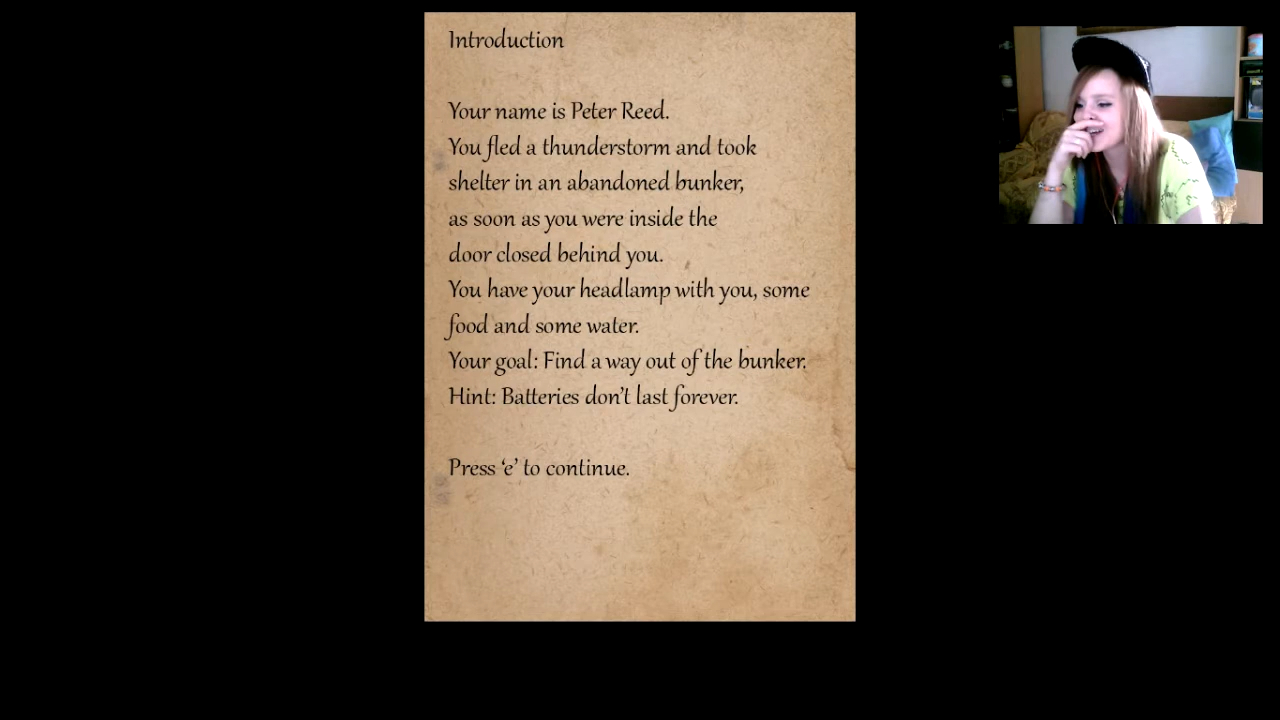 Introduction
Your name is Peter Reed.
You fled a thunderstorm and took
shelter in an abandoned bunker,
as soon as you were inside the
door closed behind you.
You have your headlamp with you, some
food and some water.
Your goal: Find a way out of the bunker.
Hint: Batteries don't last forever.
Press ‘e’ to continue.